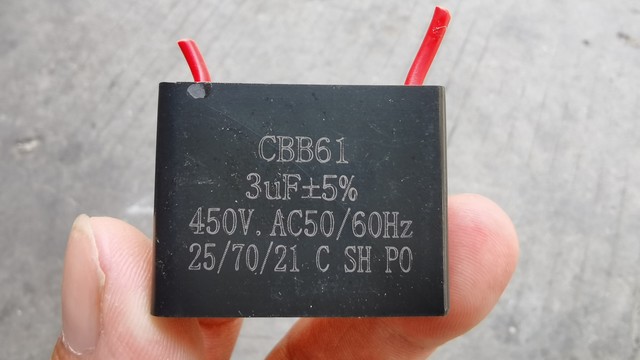 CBB61
3uF±5%
450V. AC50/60Hz
25/70/21 C SH P0